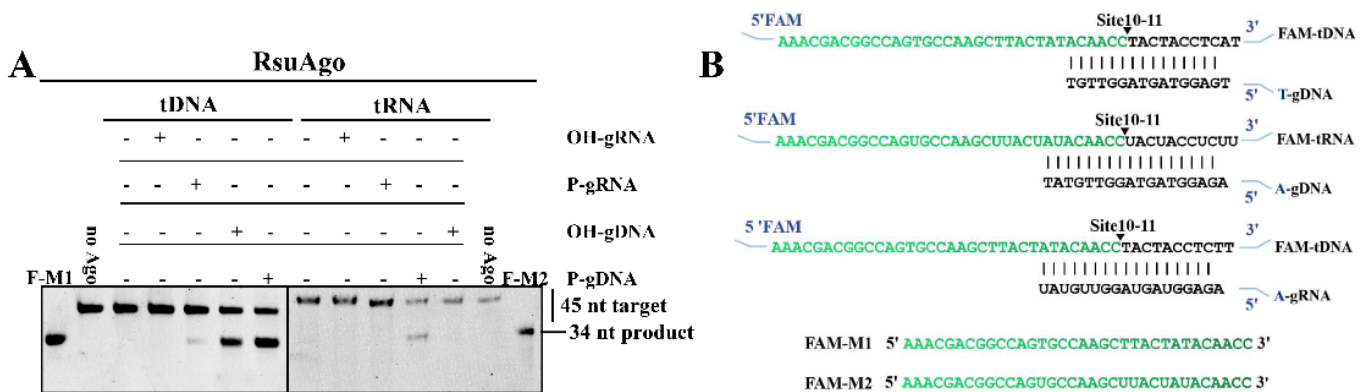 A
RsuAgo
tDNA tRNA
- + - - - - + - - - OH-gRNA
- - + - - - - + - - P-gRNA
- - - + - - - - - + OH-gDNA
- - - - + - - - + - P-gDNA
F-M1 no Ago no Ago F-M2
45 nt target
34 nt product
B
5'FAM Site10-11 3'
AAACGACGGCCAGTGCCAAGCTTACTATACAACCTACTACCTCAT FAM-tDNA
TGTTGGATGATGGAGT
5' T-gDNA
5'FAM Site10-11 3'
AAACGACGGCCAGUGCCAAGCUUACUAUACAACCUACUACCUCUU FAM-tRNA
TATGTTGGATGATGGAGA A-gDNA
5'
5'FAM Site10-11 3'
AAACGACGGCCAGTGCCAAGCTTACTATACAACCTACTACCTCTT FAM-tDNA
UAUGUUGGAUGAUGGAGA
5' A-gRNA
FAM-M1 5' AAACGACGGCCAGTGCCAAGCTTACTATACAACC 3'
FAM-M2 5' AAACGACGGCCAGUGCCAAGCUUACUAUACAACC 3'